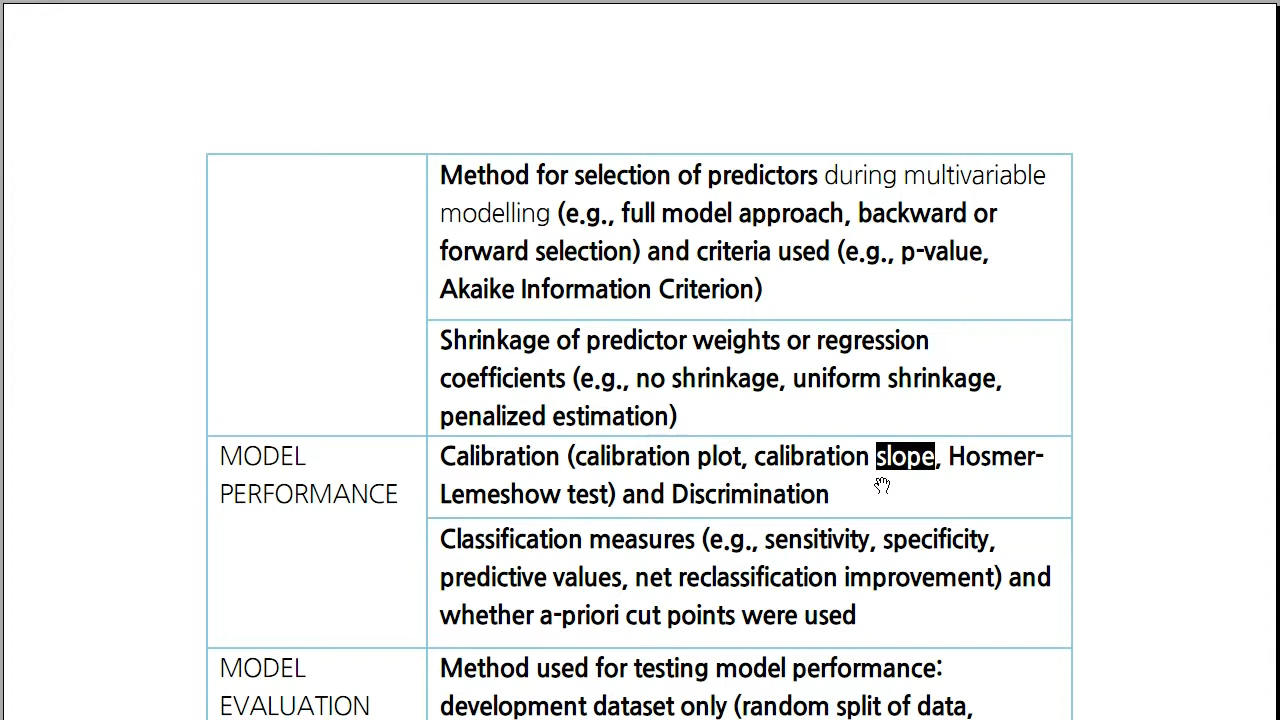 Method for selection of predictors during multivariable
modelling (e.g., full model approach, backward or
forward selection) and criteria used (e.g., p-value,
Akaike Information Criterion)
Shrinkage of predictor weights or regression
coefficients (e.g., no shrinkage, uniform shrinkage,
penalized estimation)
MODEL
PERFORMANCE
Calibration (calibration plot, calibration slope, Hosmer-
Lemeshow test) and Discrimination
Classification measures (e.g., sensitivity, specificity,
predictive values, net reclassification improvement) and
whether a-priori cut points were used
MODEL
EVALUATION
Method used for testing model performance:
development dataset only (random split of data,